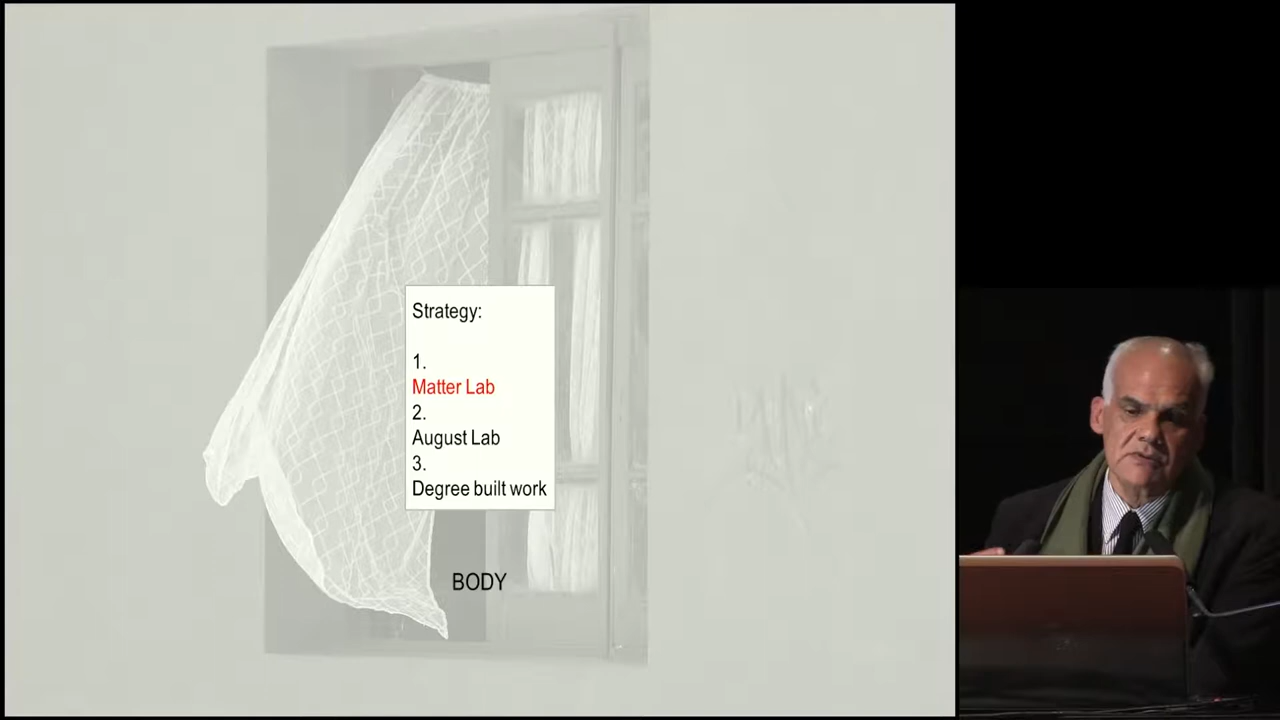 Strategy:
1.
Matter Lab
2.
August Lab
3.
Degree built work
BODY